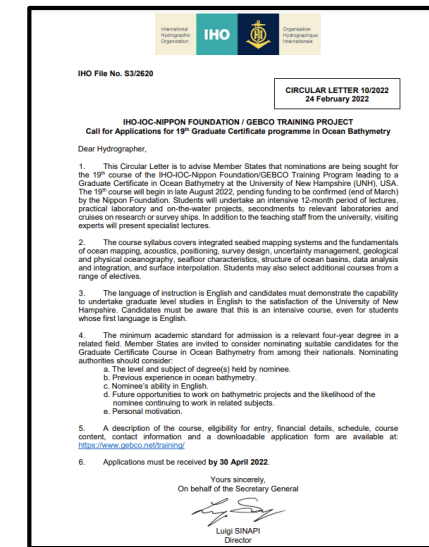 International
Hydrographic
Organization
IHO
Organisation
Hydrographique
Internationale
IHO File No. S3/2620
CIRCULAR LETTER 10/2022
24 February 2022
IHO-IOC-NIPPON FOUNDATION / GEBCO TRAINING PROJECT
Call for Applications for 19th Graduate Certificate programme in Ocean Bathymetry
Dear Hydrographer,
1. This Circular Letter is to advise Member States that nominations are being sought for
the 19th course of the IHO-IOC-Nippon Foundation/GEBCO Training Program leading to a
Graduate Certificate in Ocean Bathymetry at the University of New Hampshire (UNH), USA.
The 19th course will begin in late August 2022, pending funding to be confirmed (end of March)
by the Nippon Foundation. Students will undertake an intensive 12-month period of lectures,
practical laboratory and on-the-water projects, secondments to relevant laboratories and
cruises on research or survey ships. In addition to the teaching staff from the university, visiting
experts will present specialist lectures.
2. The course syllabus covers integrated seabed mapping systems and the fundamentals
of ocean mapping, acoustics, positioning, survey design, uncertainty management, geological
and physical oceanography, seafloor characteristics, structure of ocean basins, data analysis
and integration, and surface interpolation. Students may also select additional courses from a
range of electives.
3. The language of instruction is English and candidates must demonstrate the capability
to undertake graduate level studies in English to the satisfaction of the University of New
Hampshire. Candidates must be aware that this is an intensive course, even for students
whose first language is English.
4. The minimum academic standard for admission is a relevant four-year degree in a
related field. Member States are invited to consider nominating suitable candidates for the
Graduate Certificate Course in Ocean Bathymetry from among their nationals. Nominating
authorities should consider:
a. The level and subject of degree(s) held by nominee.
b. Previous experience in ocean bathymetry.
c. Nominee's ability in English.
d. Future opportunities to work on bathymetric projects and the likelihood of the
nominee continuing to work in related subjects.
e. Personal motivation.
5. A description of the course, eligibility for entry, financial details, schedule, course
content, contact information and a downloadable application form are available at:
https://www.gebco.net/training/
6. Applications must be received by 30 April 2022.
Yours sincerely,
On behalf of the Secretary General
Luigi SINAPI
Director